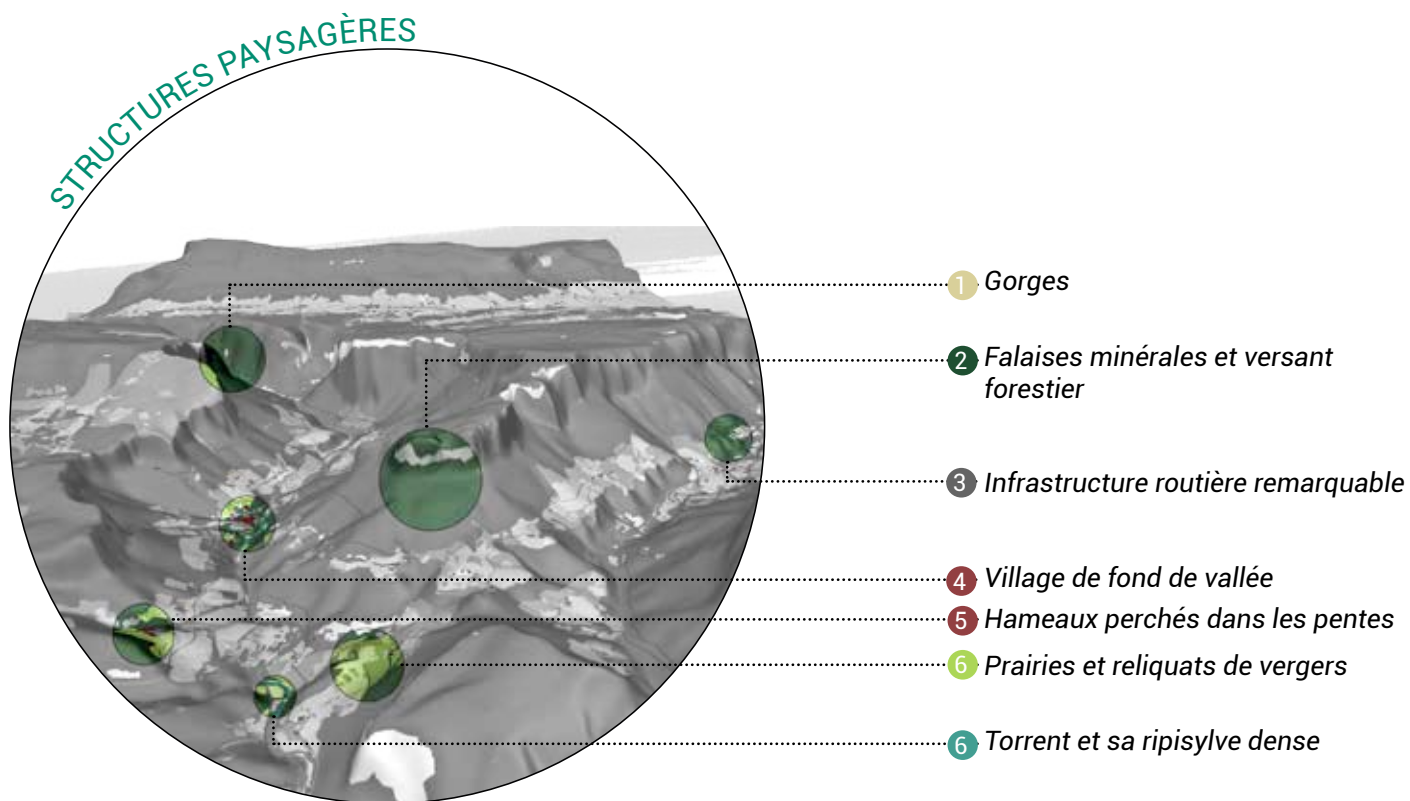 STRUCTURES PAYSAGÈRES
1 Gorges
2 Falaises minérales et versant
forestier
3 Infrastructure routière remarquable
4 Village de fond de vallée
5 Hameaux perchés dans les pentes
6 Prairies et reliquats de vergers
6 Torrent et sa ripisylve dense